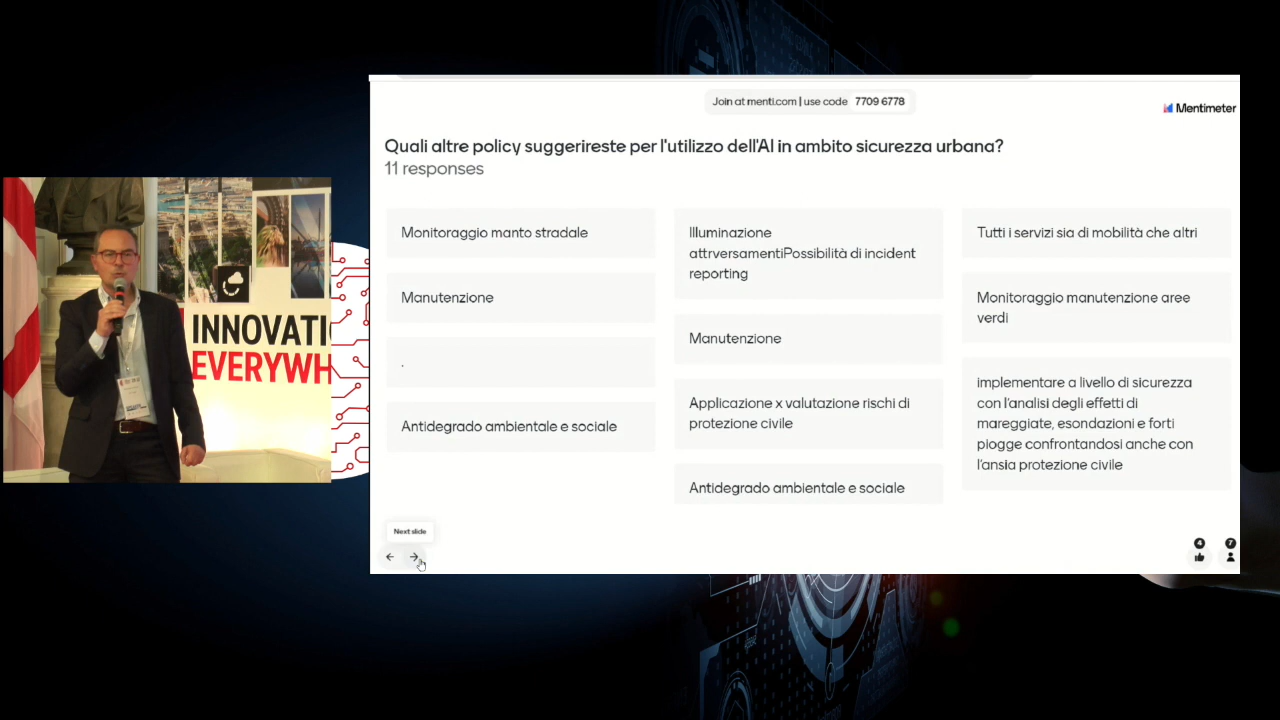 INNOVATI
EVERYWH
Join at menti.com | use code 7709 6778
Mentimeter
Quali altre policy suggerireste per l'utilizzo dell'AI in ambito sicurezza urbana?
11 responses
Monitoraggio manto stradale
Manutenzione
.
Antidegrado ambientale e sociale
Illuminazione
attrversamentiPossibilità di incident
reporting
Manutenzione
Applicazione x valutazione rischi di
protezione civile
Antidegrado ambientale e sociale
Tutti i servizi sia di mobilità che altri
Monitoraggio manutenzione aree
verdi
implementare a livello di sicurezza
con l'analisi degli effetti di
mareggiate, esondazioni e forti
piogge confrontandosi anche con
l'ansia protezione civile
Next slide
4
7